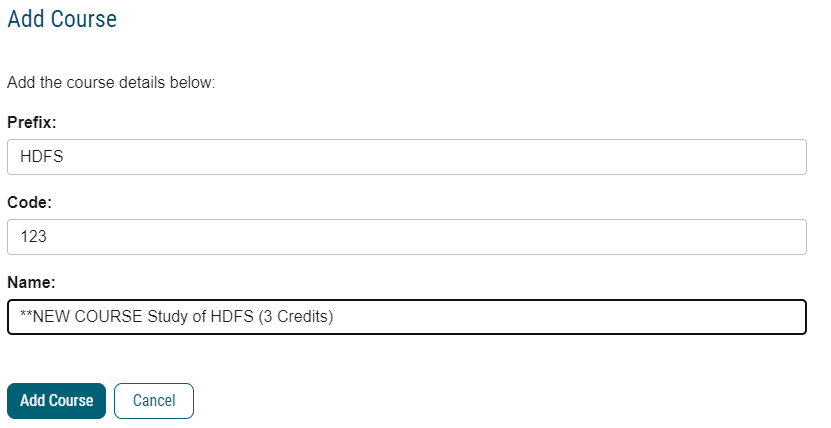 Add Course
Add the course details below:
Prefix:
HDFS
Code:
123
Name:
**NEW COURSE Study of HDFS (3 Credits)
Add Course Cancel